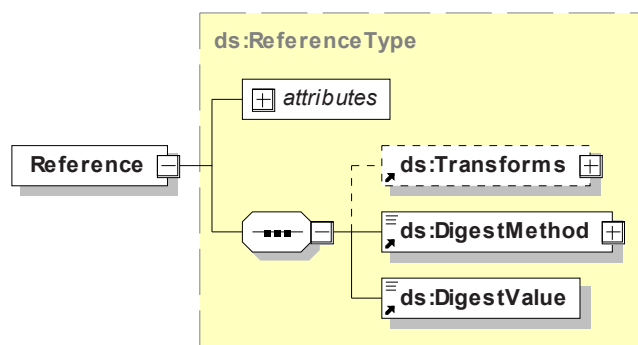 ds:ReferenceType
attributes
Reference
ds:Transforms
ds:DigestMethod
ds:DigestValue